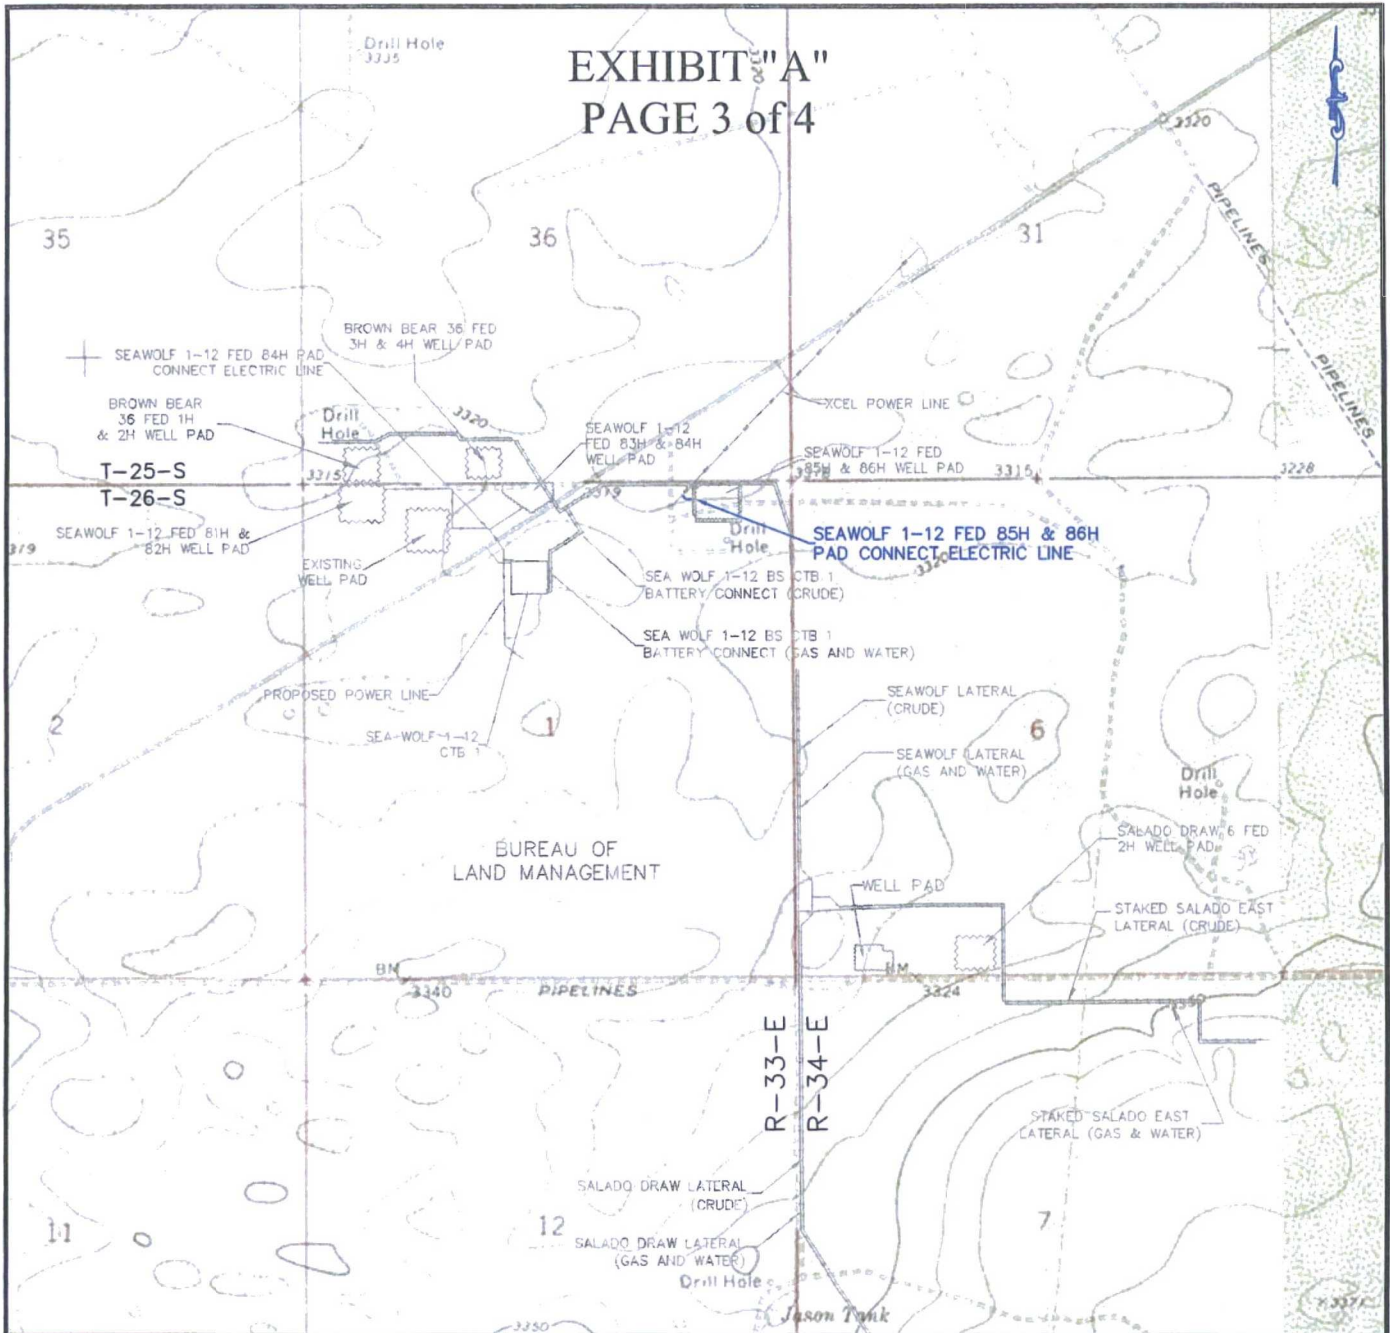 EXHIBIT "A"
PAGE 3 of 4
Drill Hole
3335
3320
3320
PIPELINES
35
36
31
BROWN BEAR 36 FED
3H & 4H WELL PAD
SEAWOLF 1-12 FED 84H PAD
CONNECT ELECTRIC LINE
PIPELINES
BROWN BEAR
36 FED 1H
& 2H WELL PAD
Drill
Hole
3320
XCEL POWER LINE
SEAWOLF 1-12
FED 83H & 84H
WELL PAD
SEAWOLF 1-12 FED
85H & 86H WELL PAD
T-25-S
T-26-S
3315
3319
3318
3316
3228
SEAWOLF 1-12 FED 81H &
82H WELL PAD
Drill
Hole
SEAWOLF 1-12 FED 85H & 86H
PAD CONNECT ELECTRIC LINE
EXISTING
WELL PAD
3320
SEA WOLF 1-12 BS CTB 1
BATTERY CONNECT (CRUDE)
SEA WOLF 1-12 BS CTB 1
BATTERY CONNECT (GAS AND WATER)
PROPOSED POWER LINE
SEA WOLF 1-12
CTB 1
2
1
6
SEAWOLF LATERAL
(CRUDE)
SEAWOLF LATERAL
(GAS AND WATER)
Drill
Hole
BUREAU OF
LAND MANAGEMENT
SALADO DRAW 6 FED
2H WELL PAD
WELL PAD
STAKED SALADO EAST
LATERAL (CRUDE)
BM
3340
PIPELINES
BM
3324
3350
R-33-E
R-34-E
STAKED SALADO EAST
LATERAL (GAS & WATER)
SALADO DRAW LATERAL
(CRUDE)
11
12
7
SALADO DRAW LATERAL
(GAS AND WATER)
Drill Hole
Jason Tank
3350